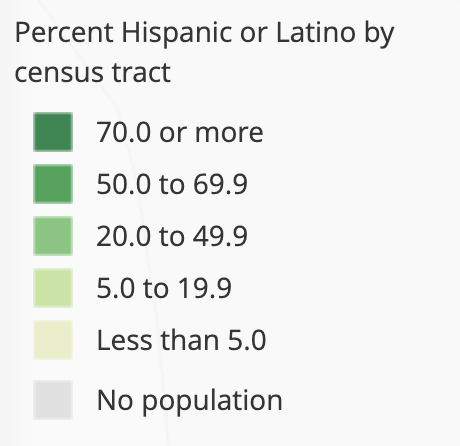 Percent Hispanic or Latino by
census tract
70.0 or more
50.0 to 69.9
20.0 to 49.9
5.0 to 19.9
Less than 5.0
No population